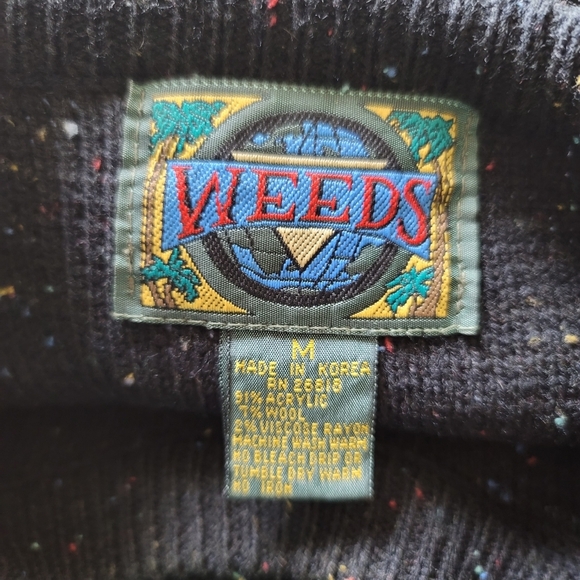 WEEDS
M
MADE IN KOREA
RN 26818
91% ACRYLIC
7% WOOL
2% VISCOSE RAYON
MACHINE WASH WARM
NO BLEACH DRIP OR
TUMBLE DRY WARM
NO IRON